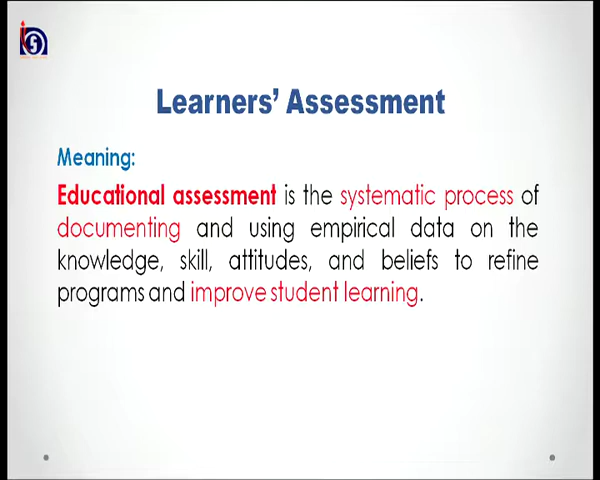 Learners' Assessment
Meaning:
Educational assessment is the systematic process of
documenting and using empirical data on the
knowledge, skill, attitudes, and beliefs to refine
programs and improve student learning.